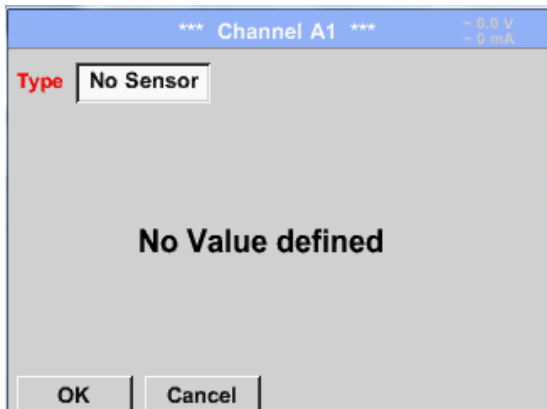 *** Channel A1 ***
~ 0.0 V
~ 0 mA
Type No Sensor
No Value defined
OK Cancel